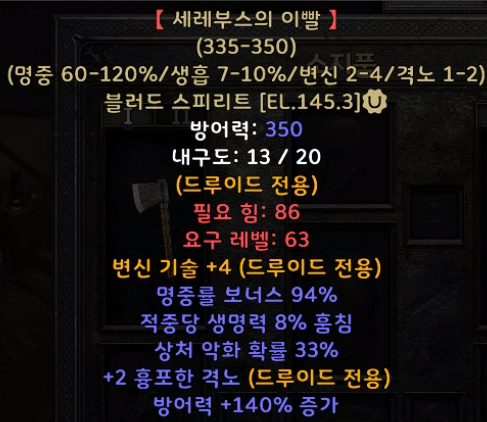 【 세레부스의 이빨 】
(335-350)
(명중 60-120%/생흡 7-10%/변신 2-4/격노 1-2)
블러드 스피리트 [EL.145.3]
방어력: 350
내구도: 13 / 20
(드루이드 전용)
필요 힘: 86
요구 레벨: 63
변신 기술 +4 (드루이드 전용)
명중률 보너스 94%
적중당 생명력 8% 훔침
상처 악화 확률 33%
+2 흉포한 격노 (드루이드 전용)
방어력 +140% 증가